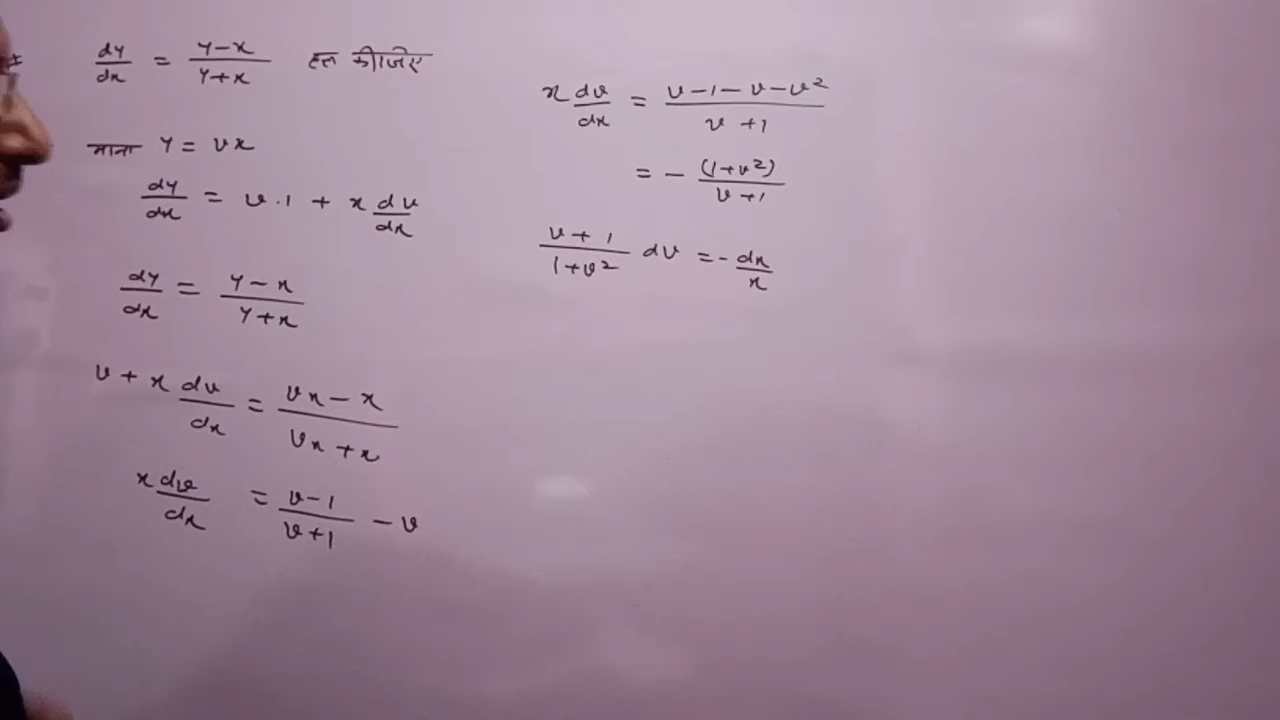 dy/dx = y-x/y+x हल कीजिए
माना y = vx
dy/dx = v.1 + x dv/dx
dy/dx = y-x/y+x
v + x dv/dx = vx-x/vx+x
x dv/dx = v-1/v+1 - v
x dv/dx = v-1-v-v²/v+1
= - (1+v²)/v+1
v+1/1+v² dv = - dx/x